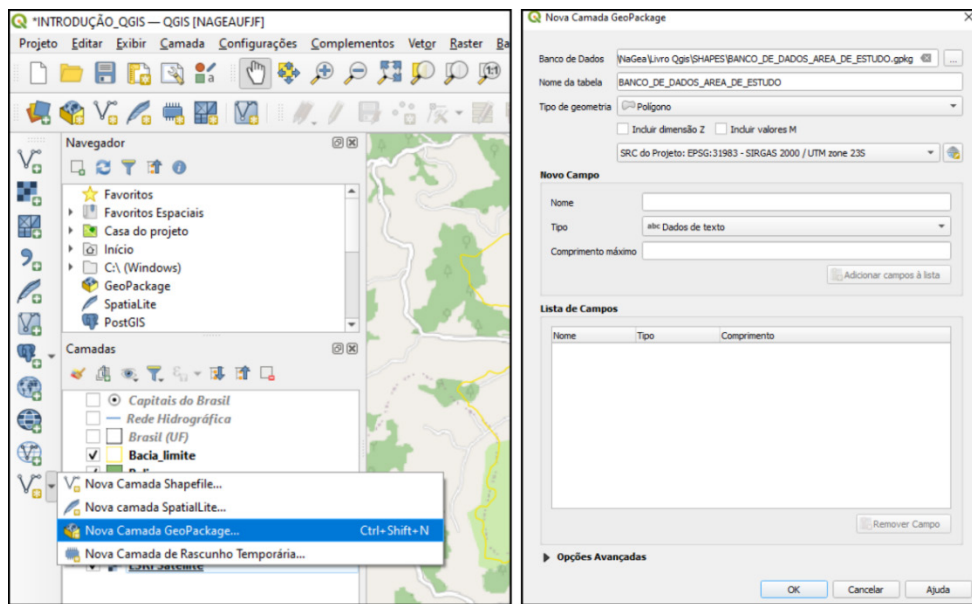 *INTRODUÇÃO_QGIS — QGIS [NAGEAUFJF]
Projeto Editar Exibir Camada Configurações Complementos Vetor Raster Ba
Navegador
Favoritos
Favoritos Espaciais
Casa do projeto
Início
C:\ (Windows)
GeoPackage
SpatiaLite
PostGIS
Camadas
Capitais do Brasil
Rede Hidrográfica
Brasil (UF)
Bacia_limite
Nova Camada Shapefile...
Nova camada SpatialLite...
Nova Camada GeoPackage... Ctrl+Shift+N
Nova Camada de Rascunho Temporária...
ESRI Satellite
Nova Camada GeoPackage
Banco de Dados \NaGea\Livro Qgis\SHAPES\BANCO_DE_DADOS_AREA_DE_ESTUDO.gpkg ...
Nome da tabela BANCO_DE_DADOS_AREA_DE_ESTUDO
Tipo de geometria Polígono
Incluir dimensão Z Incluir valores M
SRC do Projeto: EPSG:31983 - SIRGAS 2000 / UTM zone 23S
Novo Campo
Nome
Tipo abc Dados de texto
Comprimento máximo
Adicionar campos à lista
Lista de Campos
Nome Tipo Comprimento
Remover Campo
Opções Avançadas
OK Cancelar Ajuda